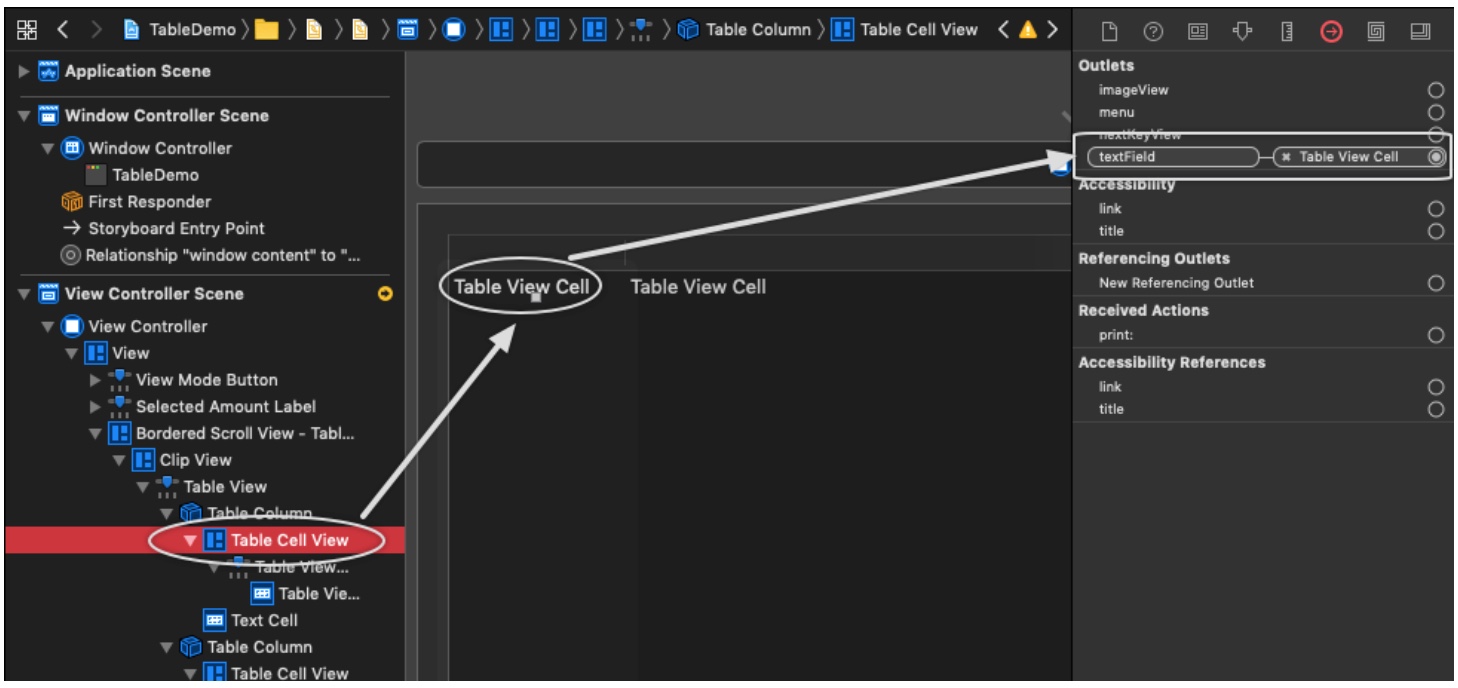 TableDemo
Table Column
Table Cell View
Application Scene
Window Controller Scene
Window Controller
TableDemo
First Responder
Storyboard Entry Point
Relationship "window content" to "...
View Controller Scene
View Controller
View
View Mode Button
Selected Amount Label
Bordered Scroll View - Tabl...
Clip View
Table View
Table Column
Table Cell View
Table View...
Table Vie...
Text Cell
Table Column
Table Cell View
Table View Cell
Table View Cell
Outlets
imageView
menu
nextKeyView
textField
Table View Cell
Accessibility
link
title
Referencing Outlets
New Referencing Outlet
Received Actions
print:
Accessibility References
link
title